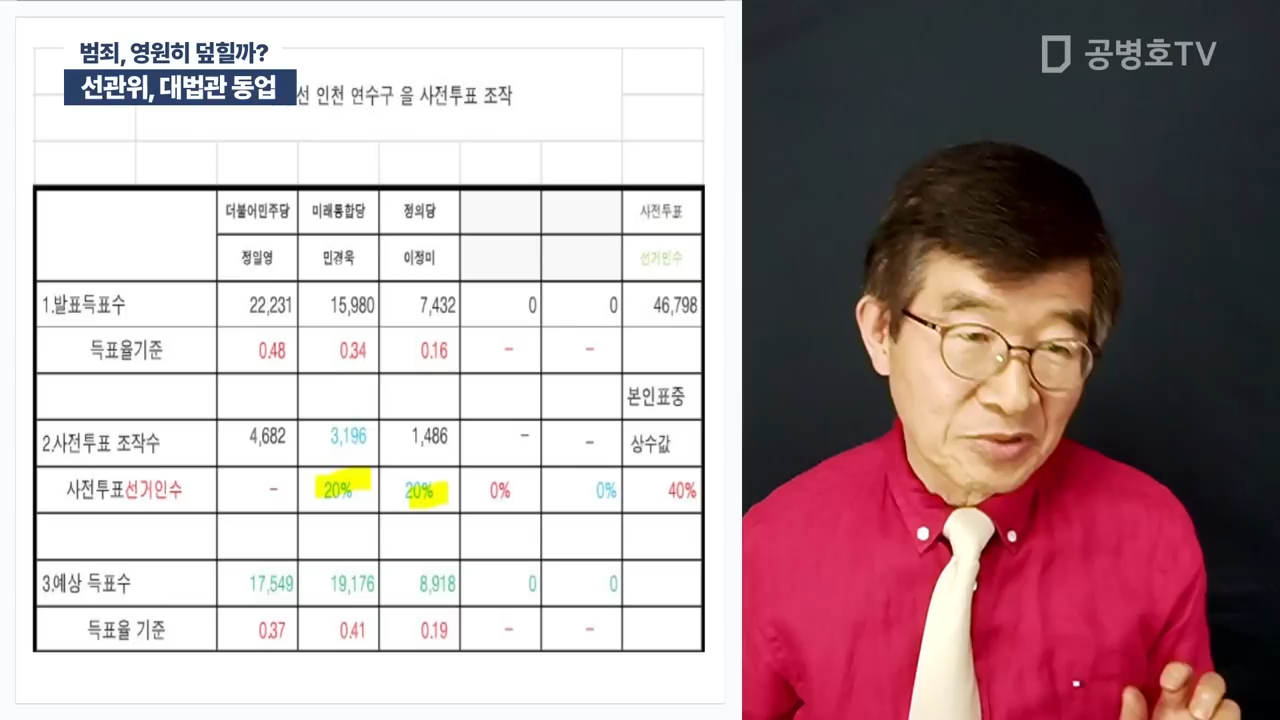 범죄, 영원히 덮힐까?
선관위, 대법관 동업
공병호TV
선 인천 연수구 을 사전투표 조작
더불어민주당 미래통합당 정의당 사전투표
정일영 민경욱 이정미 선거인수
1.발표득표수 22,231 15,980 7,432 0 0 46,798
득표율기준 0.48 0.34 0.16 – –
본인표중
2.사전투표 조작수 4,682 3,196 1,486 – – 상수값
사전투표선거인수 – 20% 20% 0% 0% 40%
3.예상 득표수 17,549 19,176 8,918 0 0
득표율 기준 0.37 0.41 0.19 – –